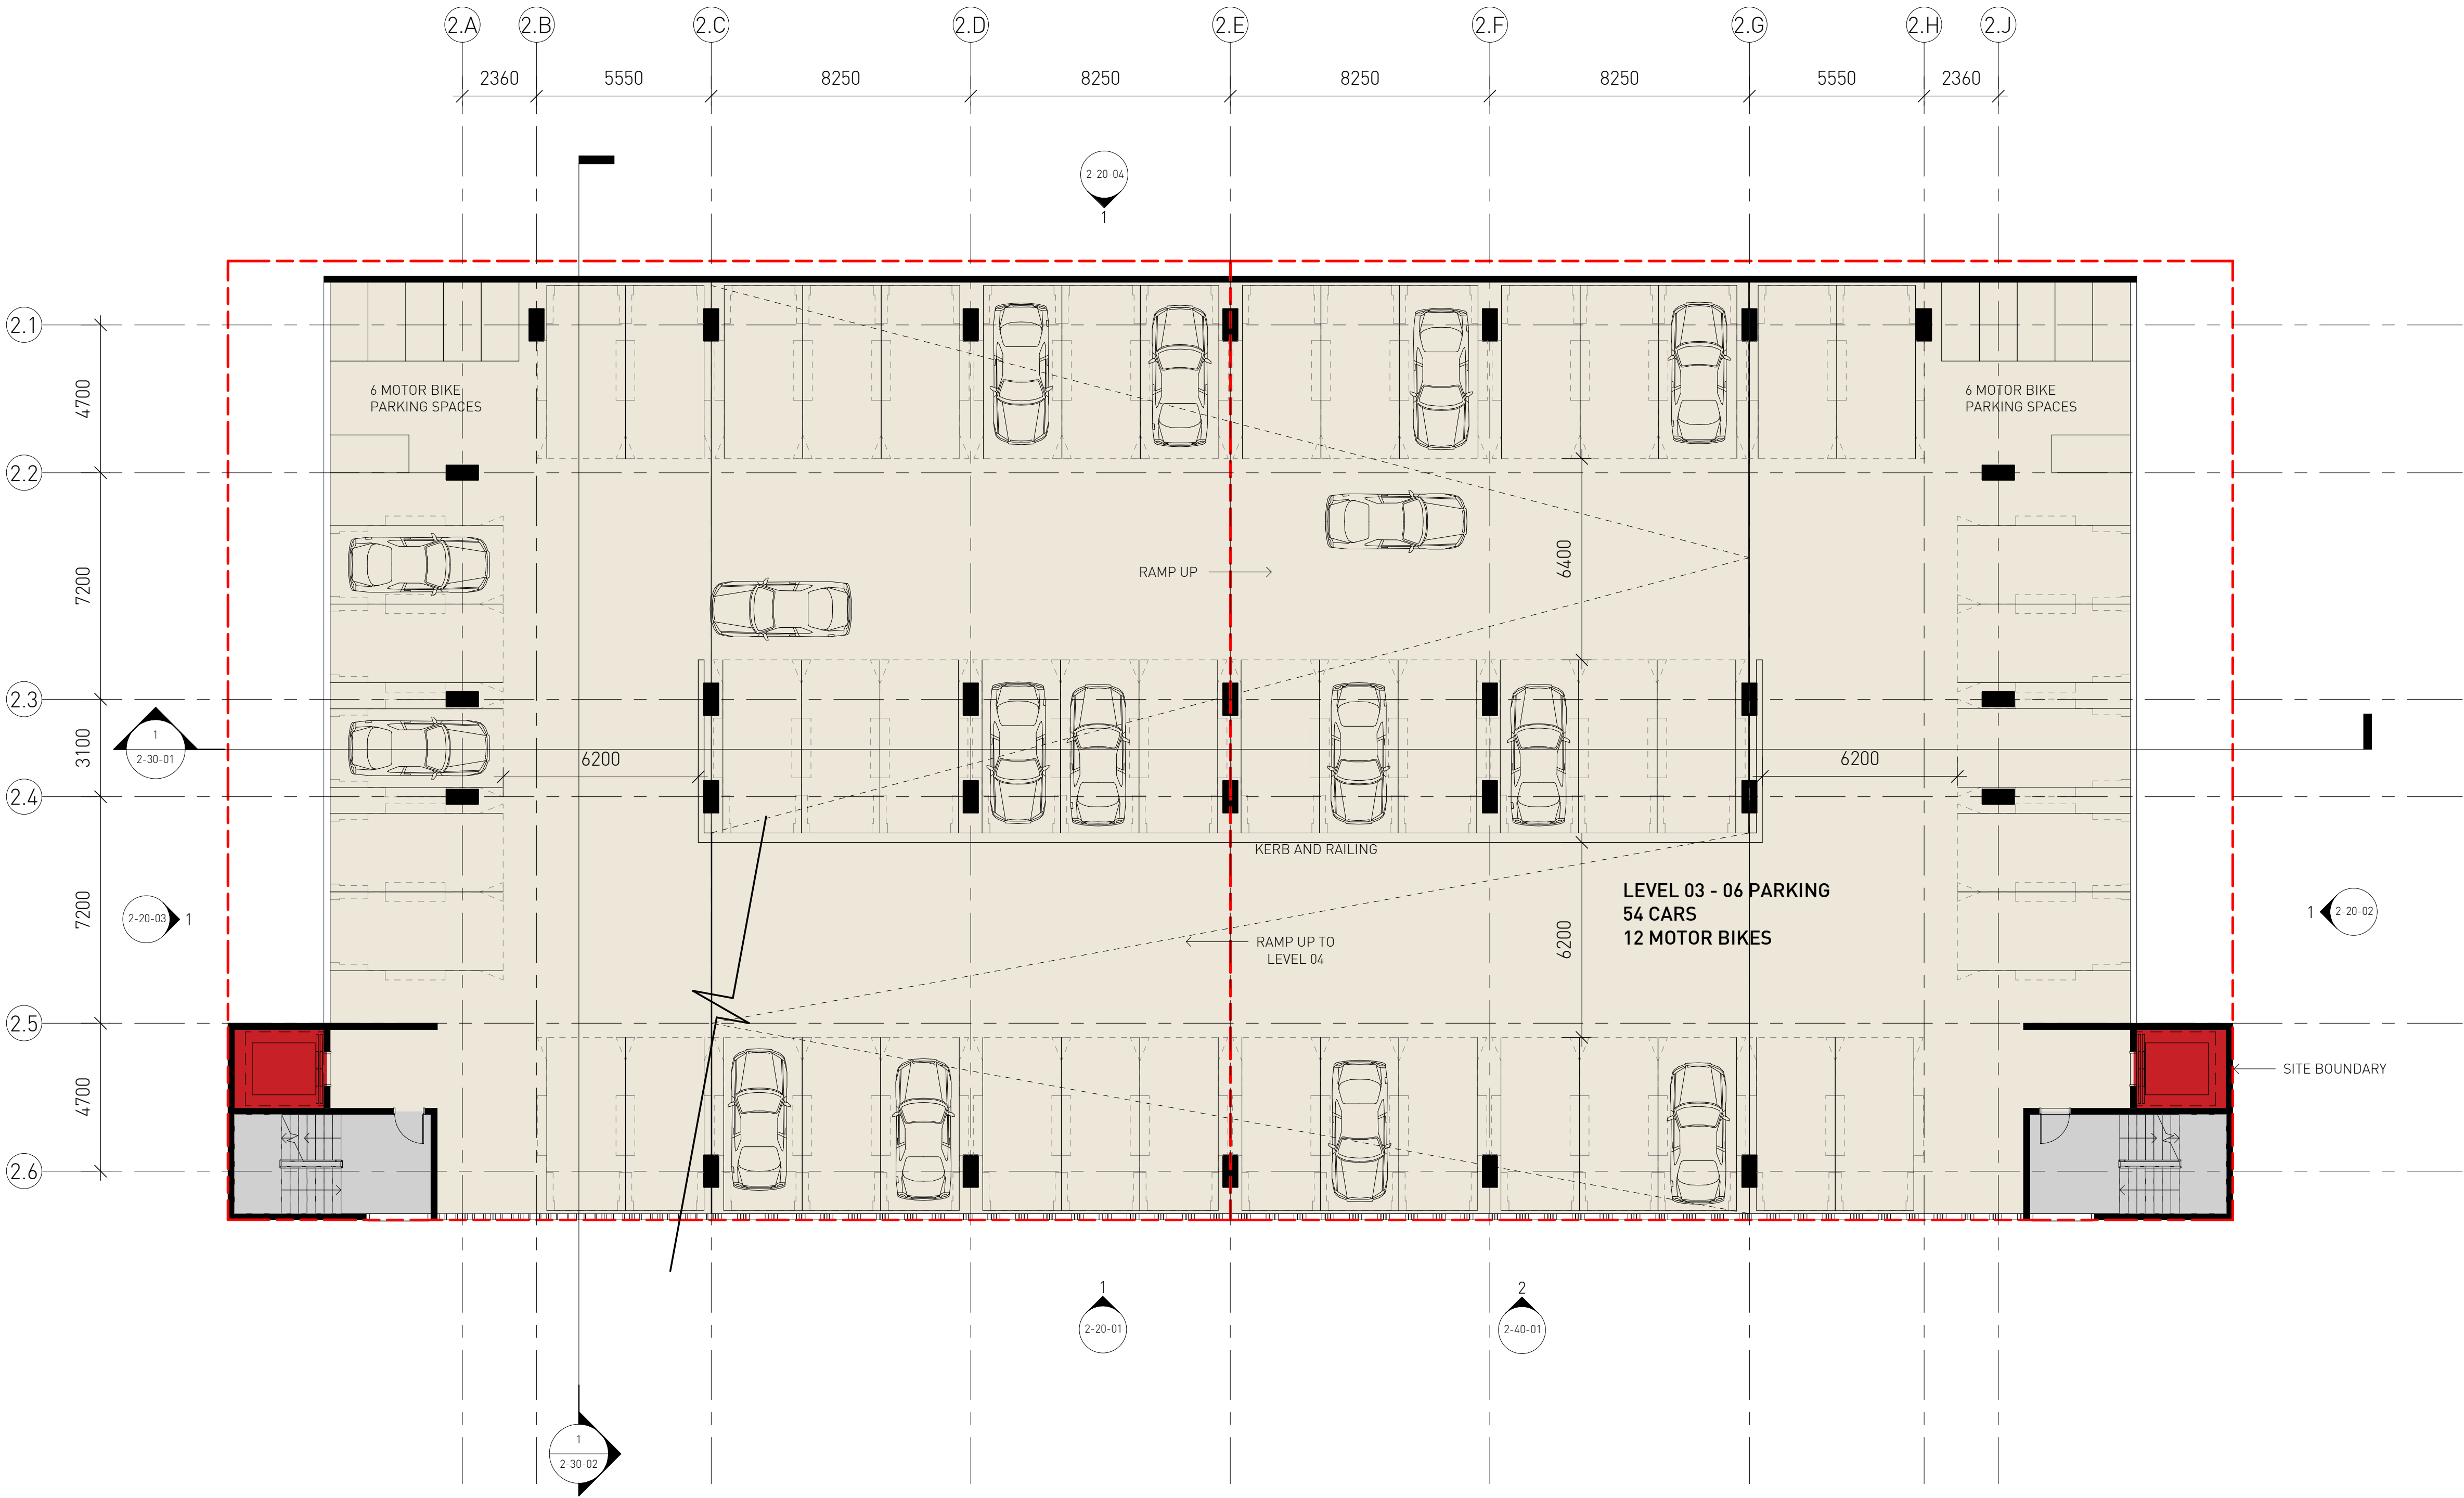 2.A 2.B 2.C 2.D 2.E 2.F 2.G 2.H 2.J
2360 5550 8250 8250 8250 8250 5550 2360
2-20-04
1
2.1
4700
6 MOTOR BIKE
PARKING SPACES
6 MOTOR BIKE
PARKING SPACES
2.2
7200
RAMP UP
6400
2.3
1
2-30-01
3100
6200
6200
2.4
KERB AND RAILING
7200
LEVEL 03 - 06 PARKING
54 CARS
12 MOTOR BIKES
2-20-03 1
1 2-20-02
RAMP UP TO
LEVEL 04
6200
2.5
4700
SITE BOUNDARY
2.6
1
2-20-01
2
2-40-01
1
2-30-02